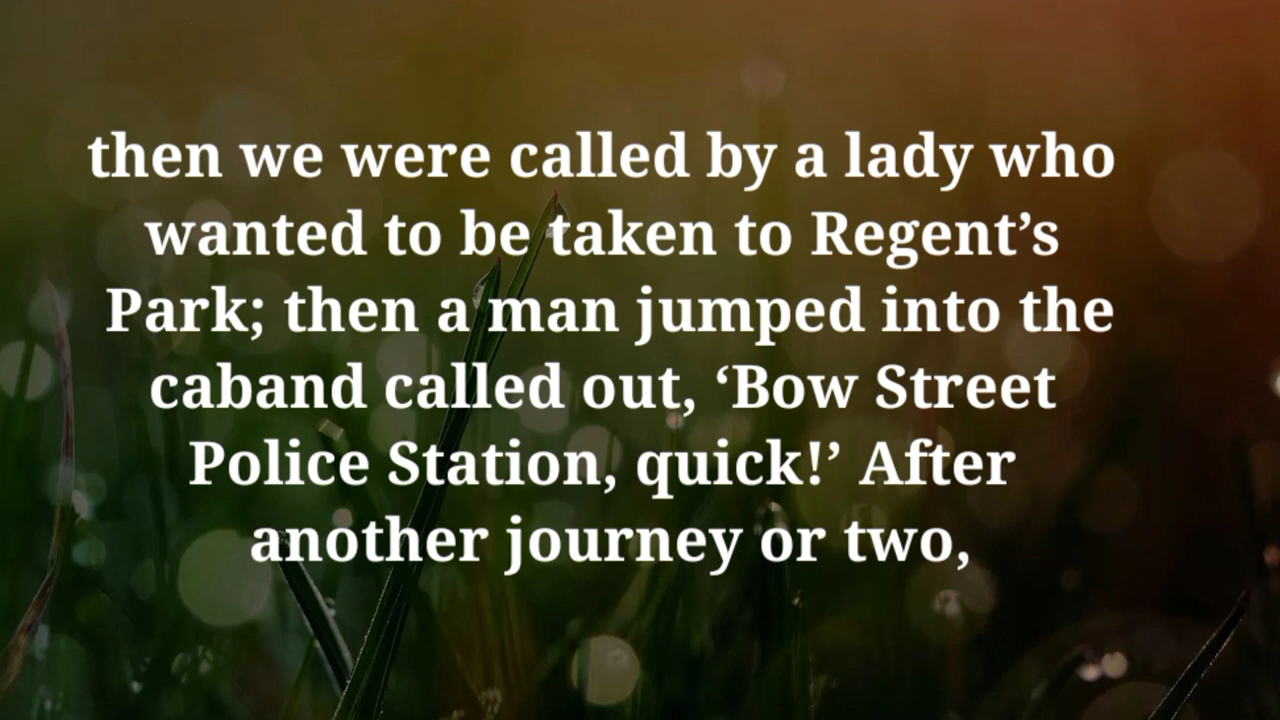 then we were called by a lady who
wanted to be taken to Regent’s
Park; then a man jumped into the
caband called out, ‘Bow Street
Police Station, quick!’ After
another journey or two,